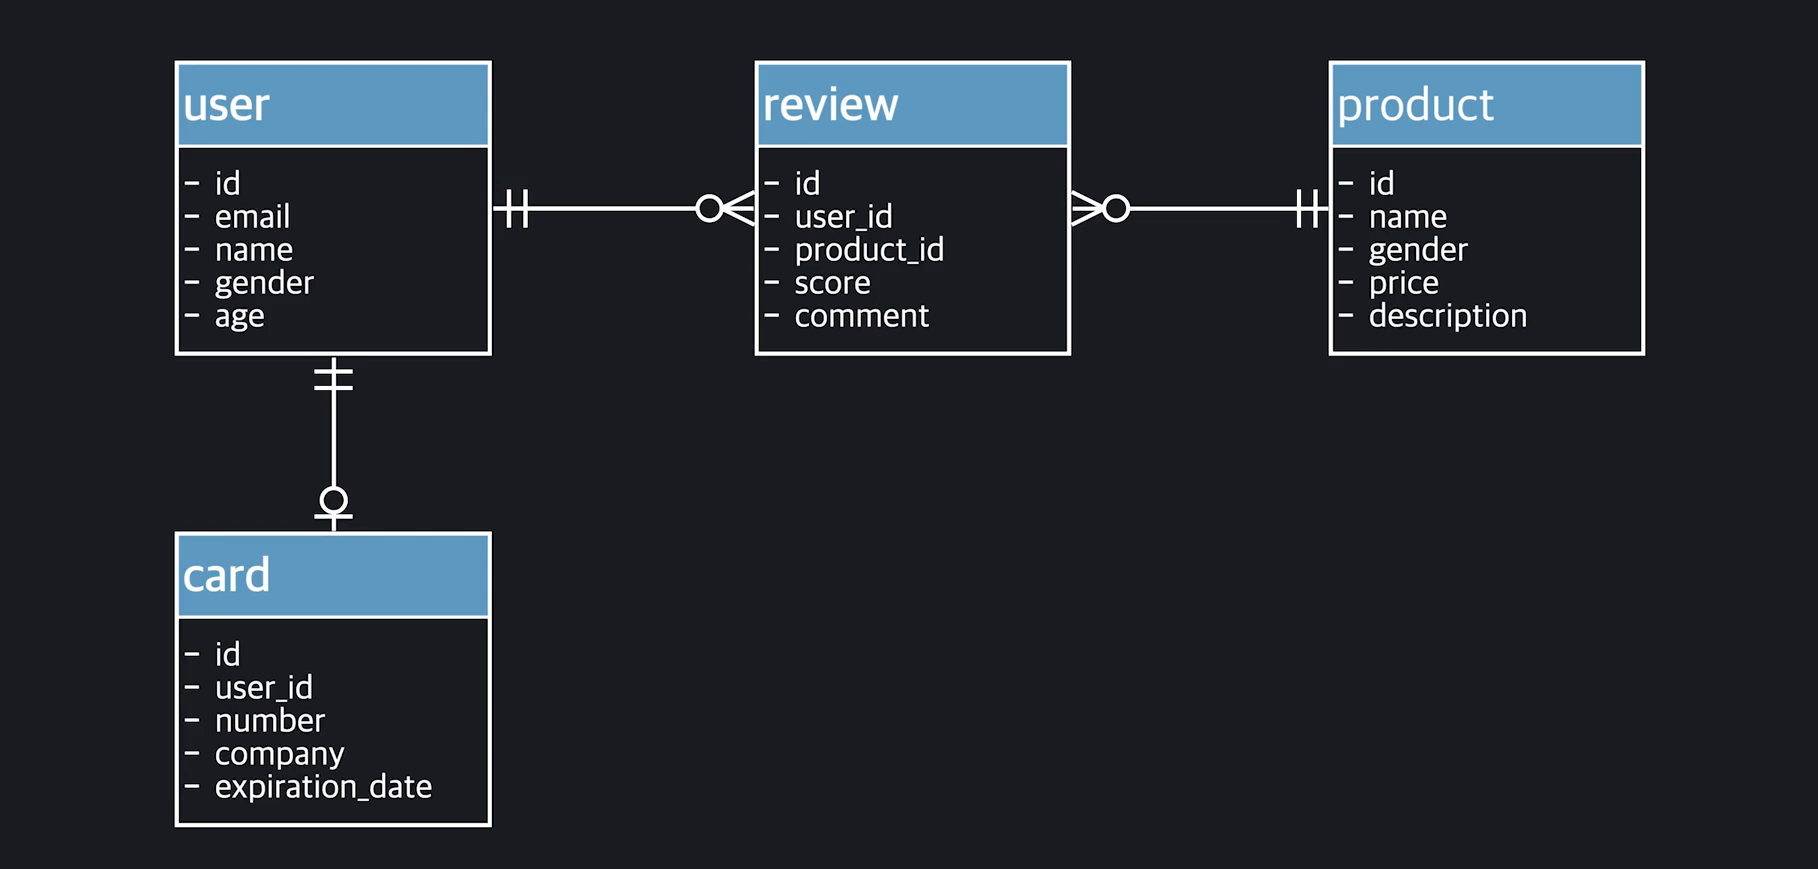 user
- id
- email
- name
- gender
- age
review
- id
- user_id
- product_id
- score
- comment
product
- id
- name
- gender
- price
- description
card
- id
- user_id
- number
- company
- expiration_date